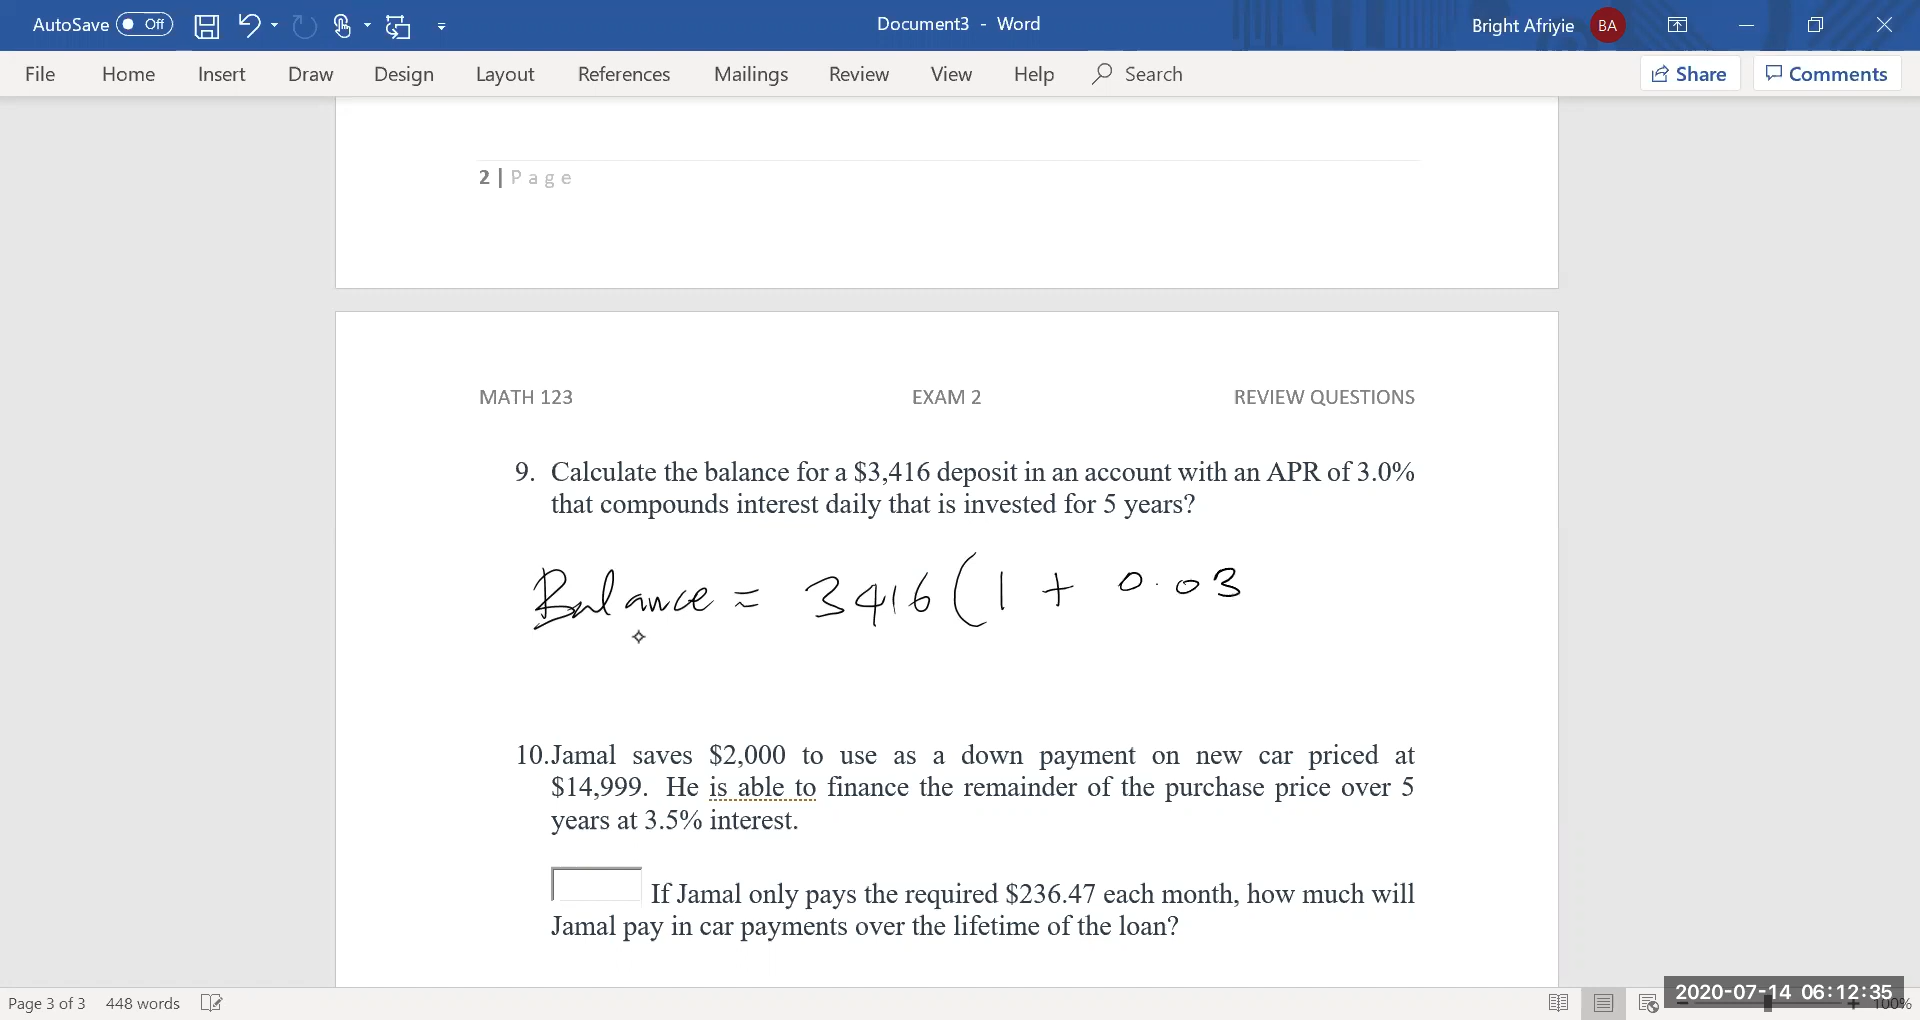 AutoSave Off Document3 - Word Bright Afriyie BA
File Home Insert Draw Design Layout References Mailings Review View Help Search Share Comments
2 | Page
MATH 123 EXAM 2 REVIEW QUESTIONS
9. Calculate the balance for a $3,416 deposit in an account with an APR of 3.0%
that compounds interest daily that is invested for 5 years?
Balance = 3416(1 + 0.03
10.Jamal saves $2,000 to use as a down payment on new car priced at
$14,999. He is able to finance the remainder of the purchase price over 5
years at 3.5% interest.
If Jamal only pays the required $236.47 each month, how much will
Jamal pay in car payments over the lifetime of the loan?
Page 3 of 3 448 words 2020-07-14 06:12:35 100%